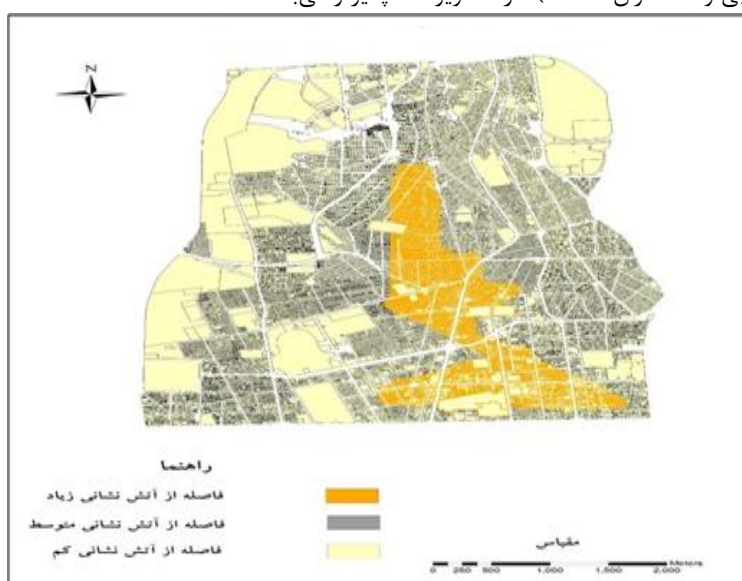 N
راهنما
فاصله از آتش نشانی زیاد
فاصله از آتش نشانی متوسط
فاصله از آتش نشانی کم
مقیاس
0 250 500 1,000 1,500 2,000 Meters